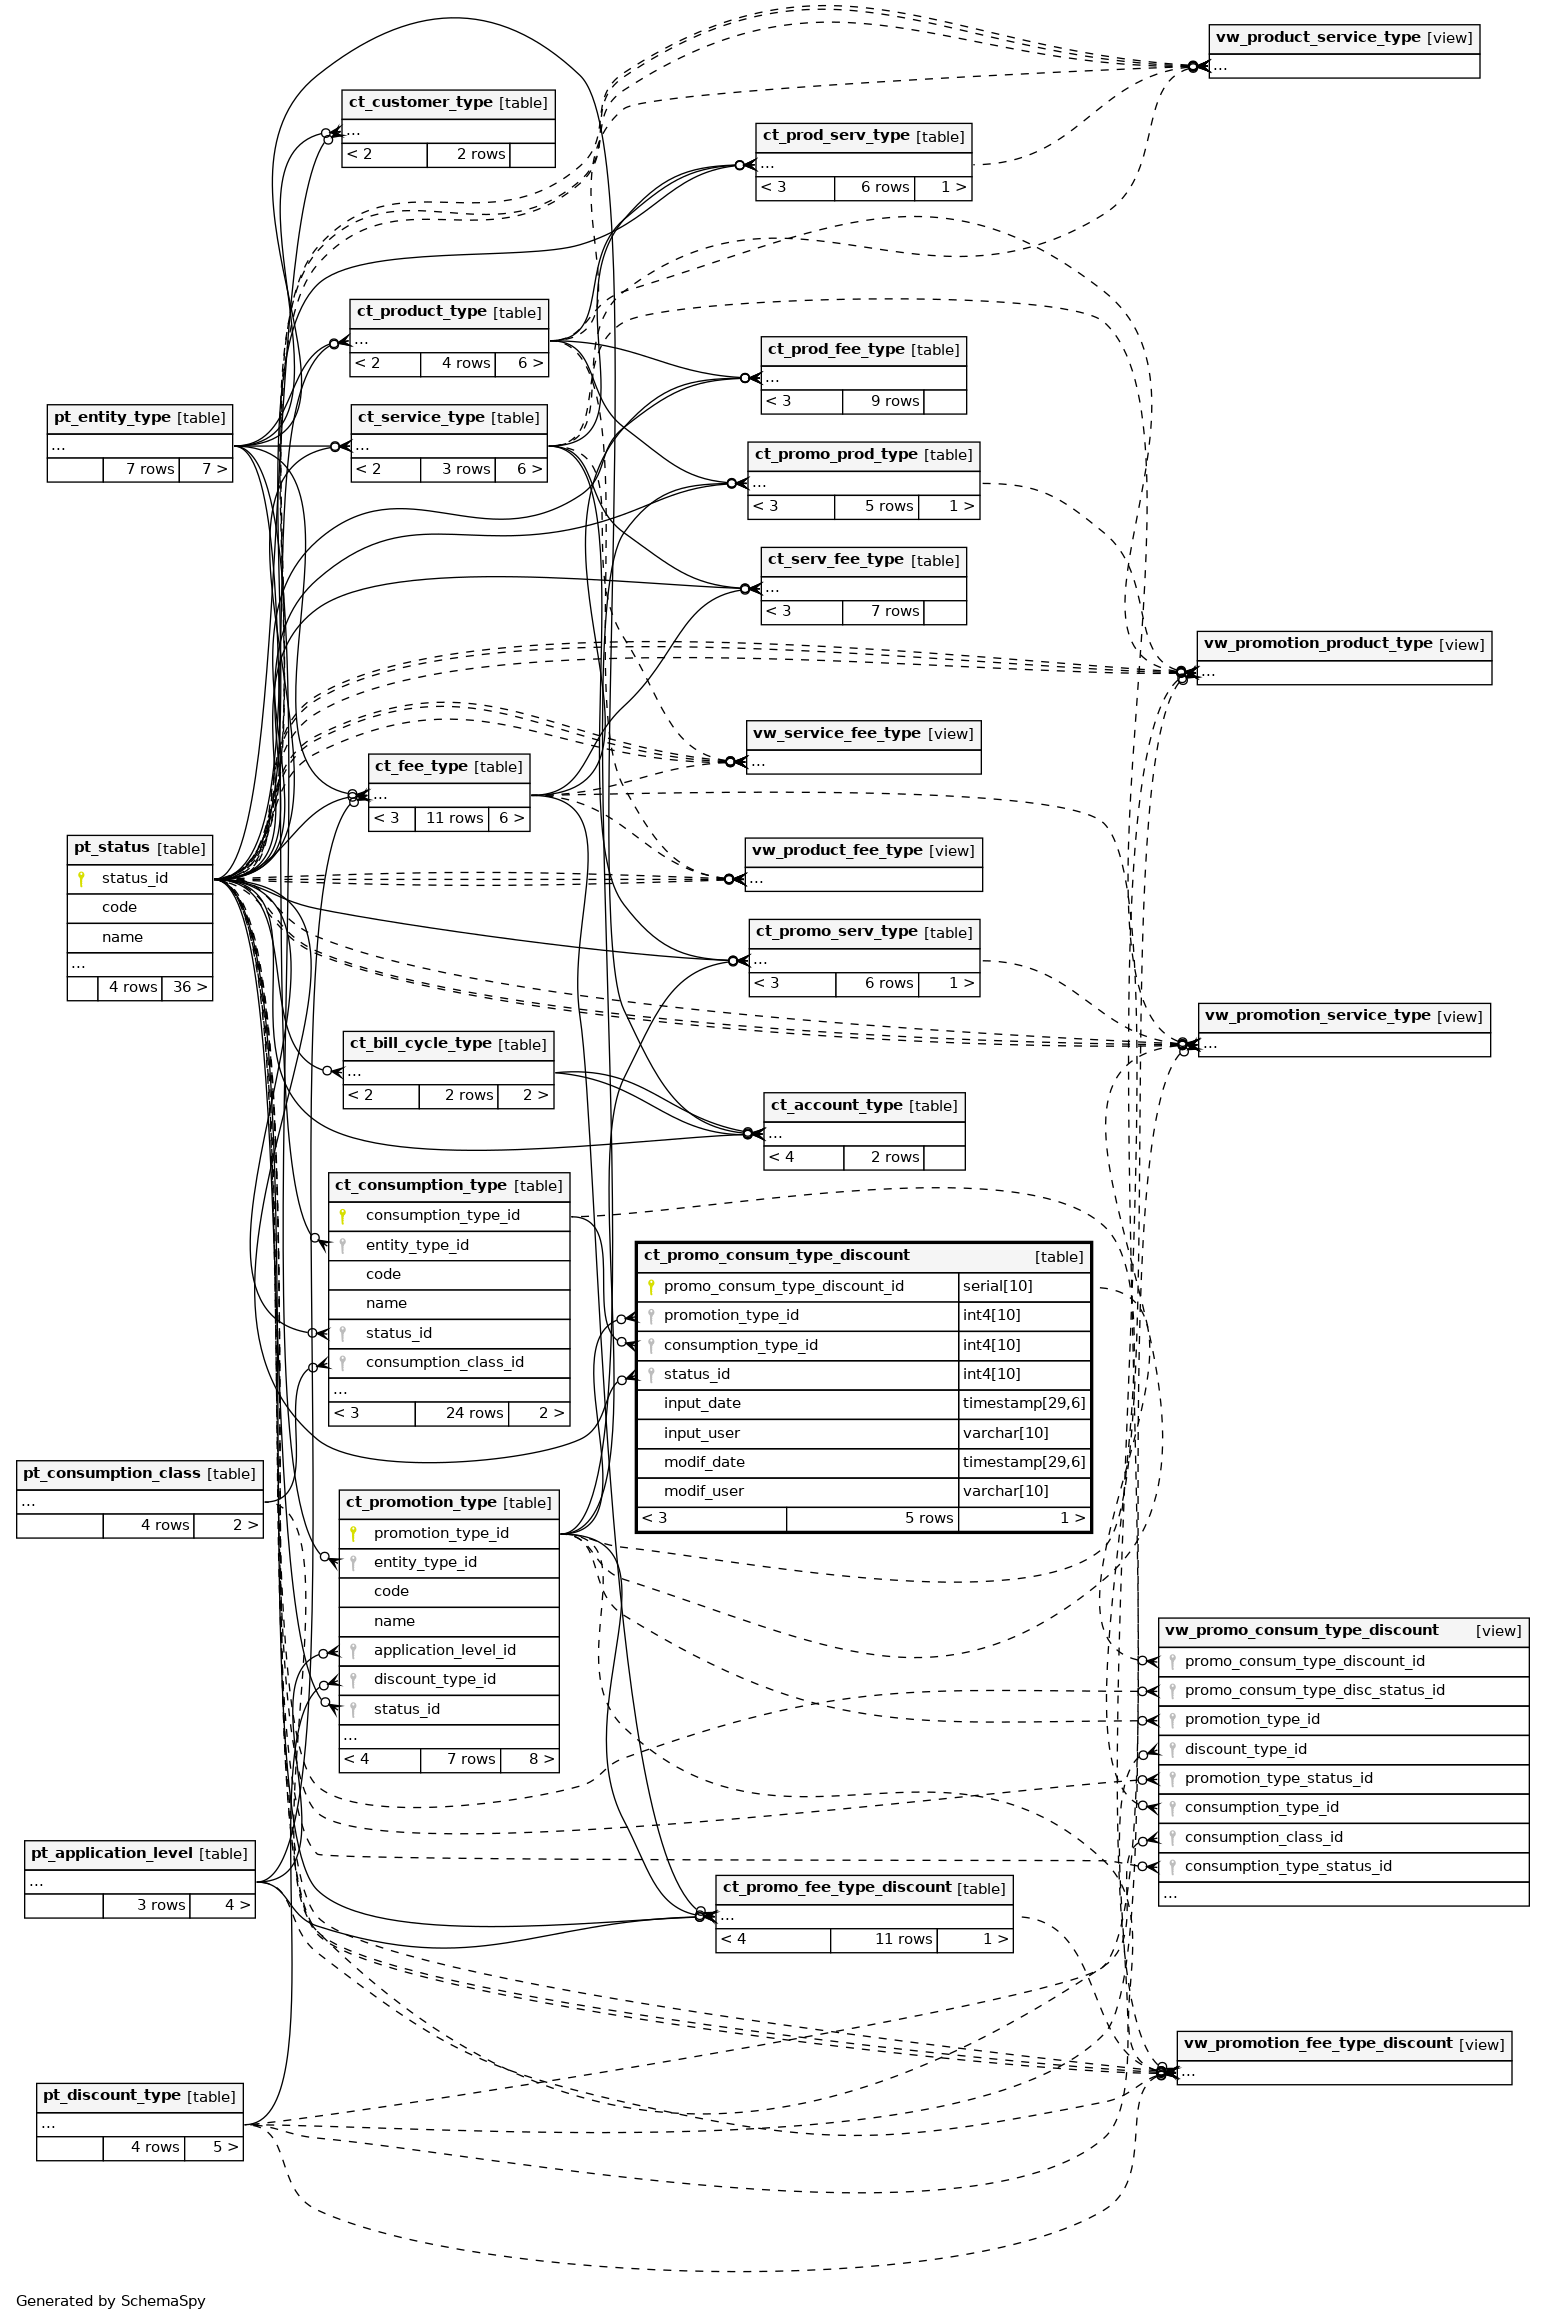 vw_product_service_type [view]
...
ct_customer_type [table]
...
< 2 2 rows
ct_prod_serv_type [table]
...
< 3 6 rows 1 >
ct_product_type [table]
...
< 2 4 rows 6 >
ct_prod_fee_type [table]
...
< 3 9 rows
pt_entity_type [table]
...
7 rows 7 >
ct_service_type [table]
...
< 2 3 rows 6 >
ct_promo_prod_type [table]
...
< 3 5 rows 1 >
ct_serv_fee_type [table]
...
< 3 7 rows
vw_promotion_product_type [view]
...
vw_service_fee_type [view]
...
ct_fee_type [table]
...
< 3 11 rows 6 >
pt_status [table]
status_id
code
name
...
4 rows 36 >
vw_product_fee_type [view]
...
ct_promo_serv_type [table]
...
< 3 6 rows 1 >
vw_promotion_service_type [view]
...
ct_bill_cycle_type [table]
...
< 2 2 rows 2 >
ct_account_type [table]
...
< 4 2 rows
ct_consumption_type [table]
consumption_type_id
entity_type_id
code
name
status_id
consumption_class_id
...
< 3 24 rows 2 >
ct_promo_consum_type_discount [table]
promo_consum_type_discount_id serial[10]
promotion_type_id int4[10]
consumption_type_id int4[10]
status_id int4[10]
input_date timestamp[29,6]
input_user varchar[10]
modif_date timestamp[29,6]
modif_user varchar[10]
< 3 5 rows 1 >
pt_consumption_class [table]
...
4 rows 2 >
ct_promotion_type [table]
promotion_type_id
entity_type_id
code
name
application_level_id
discount_type_id
status_id
...
< 4 7 rows 8 >
vw_promo_consum_type_discount [view]
promo_consum_type_discount_id
promo_consum_type_disc_status_id
promotion_type_id
discount_type_id
promotion_type_status_id
consumption_type_id
consumption_class_id
consumption_type_status_id
...
pt_application_level [table]
...
3 rows 4 >
ct_promo_fee_type_discount [table]
...
< 4 11 rows 1 >
vw_promotion_fee_type_discount [view]
...
pt_discount_type [table]
...
4 rows 5 >
Generated by SchemaSpy